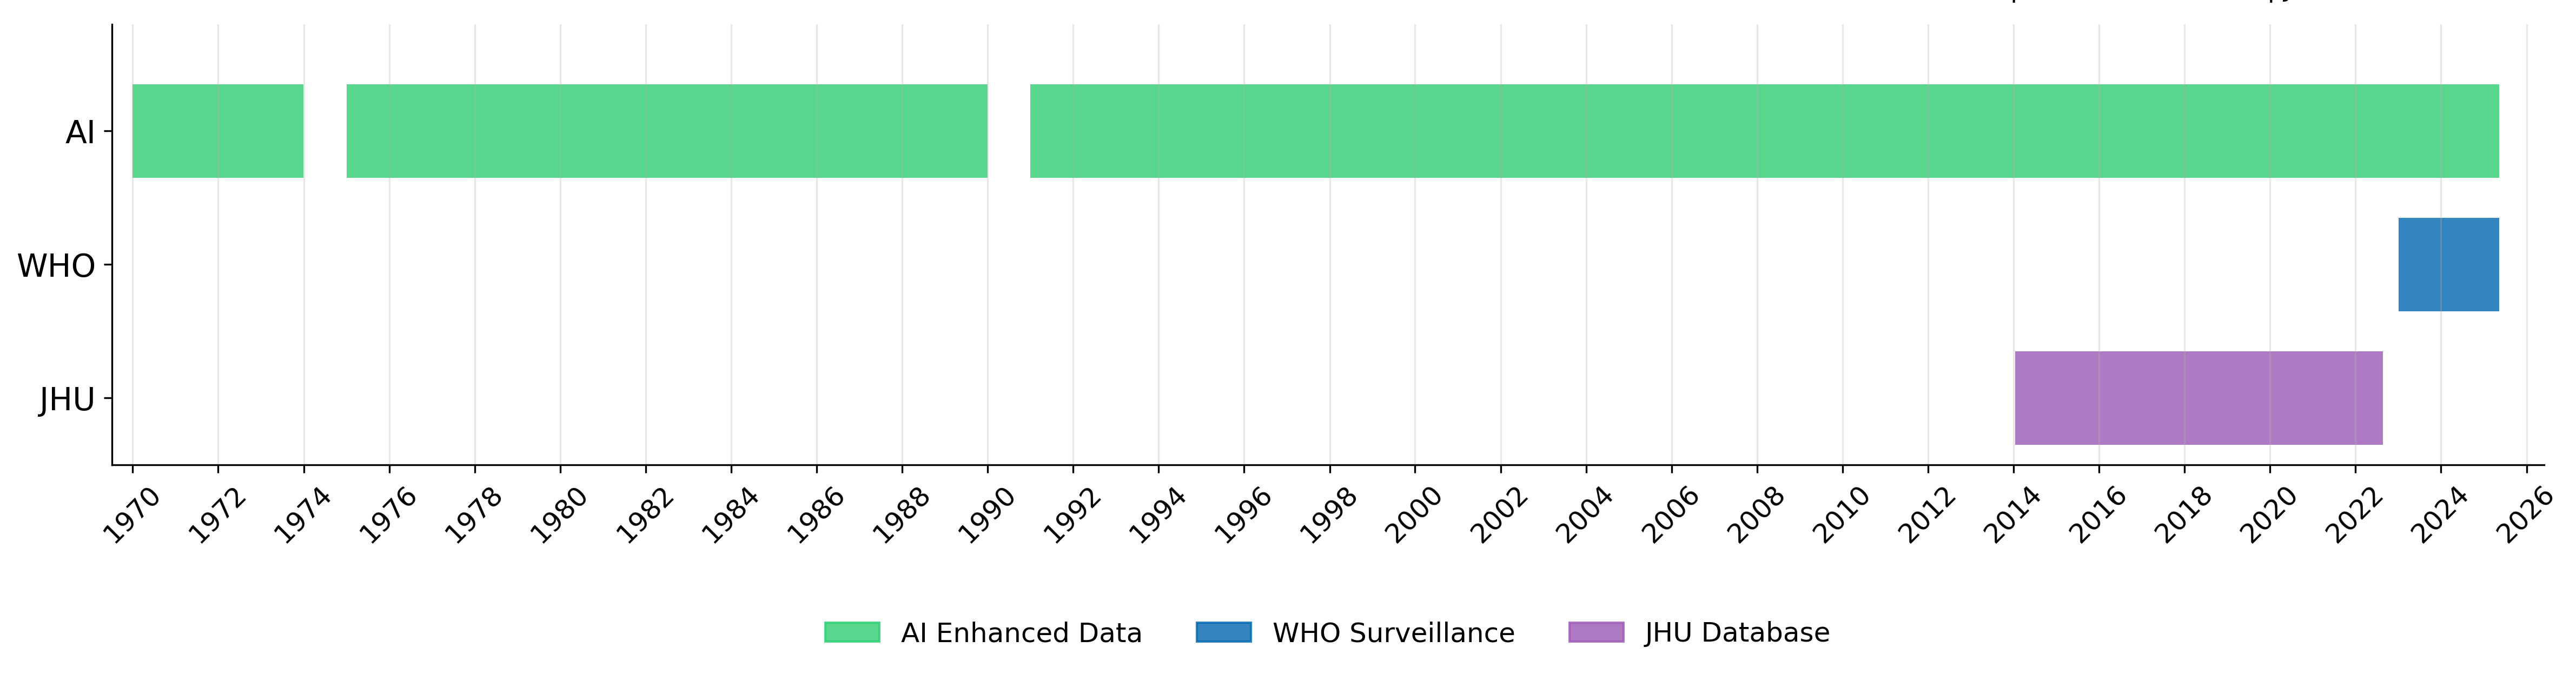 AI
WHO
JHU
1970 1972 1974 1976 1978 1980 1982 1984 1986 1988 1990 1992 1994 1996 1998 2000 2002 2004 2006 2008 2010 2012 2014 2016 2018 2020 2022 2024 2026
AI Enhanced Data WHO Surveillance JHU Database